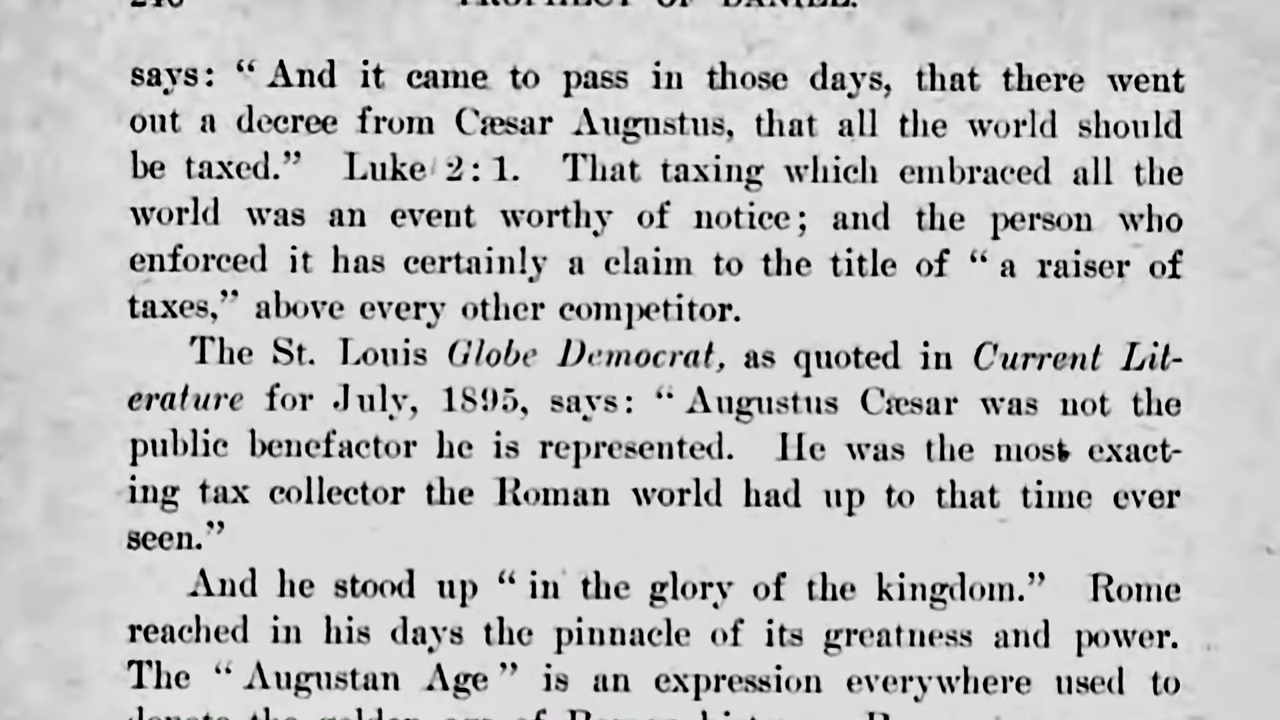 PROPHECY OF DANIEL.
says: “ And it came to pass in those days, that there went
out a decree from Cæsar Augustus, that all the world should
be taxed.” Luke 2 : 1. That taxing which embraced all the
world was an event worthy of notice; and the person who
enforced it has certainly a claim to the title of “ a raiser of
taxes,” above every other competitor.
The St. Louis Globe Democrat, as quoted in Current Lit-
erature for July, 1895, says: “ Augustus Cæsar was not the
public benefactor he is represented. He was the most exact-
ing tax collector the Roman world had up to that time ever
seen.”
And he stood up “ in the glory of the kingdom.” Rome
reached in his days the pinnacle of its greatness and power.
The “ Augustan Age ” is an expression everywhere used to